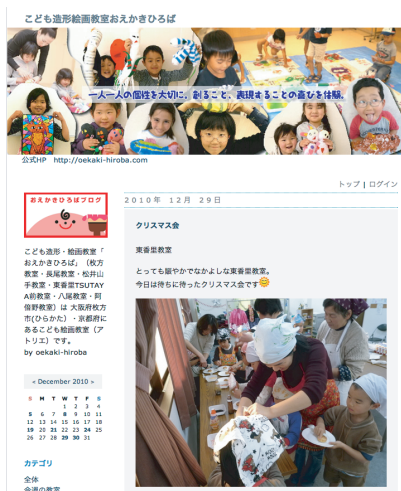 こども造形絵画教室おえかきひろば
一人一人の個性を大切に、創ること、表現することの喜びを体験。
公式HP http://oekaki-hiroba.com
トップ | ログイン
おえかきひろばブログ
こども造形・絵画教室「
おえかきひろば」（枚方
教室・長尾教室・松井山
手教室・東香里TSUTAY
A前教室・八尾教室・阿
倍野教室）は 大阪府枚方
市(ひらかた）・京都府に
あるこども絵画教室（ア
トリエ）です。
by oekaki-hiroba
« December 2010 »
S M T W T F S
1 2 3 4
5 6 7 8 9 10 11
12 13 14 15 16 17 18
19 20 21 22 23 24 25
26 27 28 29 30 31
カテゴリ
全体
今週の教室
2010年 12月 29日
クリスマス会
東香里教室
とっても賑やかでなかよしな東香里教室。
今日は待ちに待ったクリスマス会です